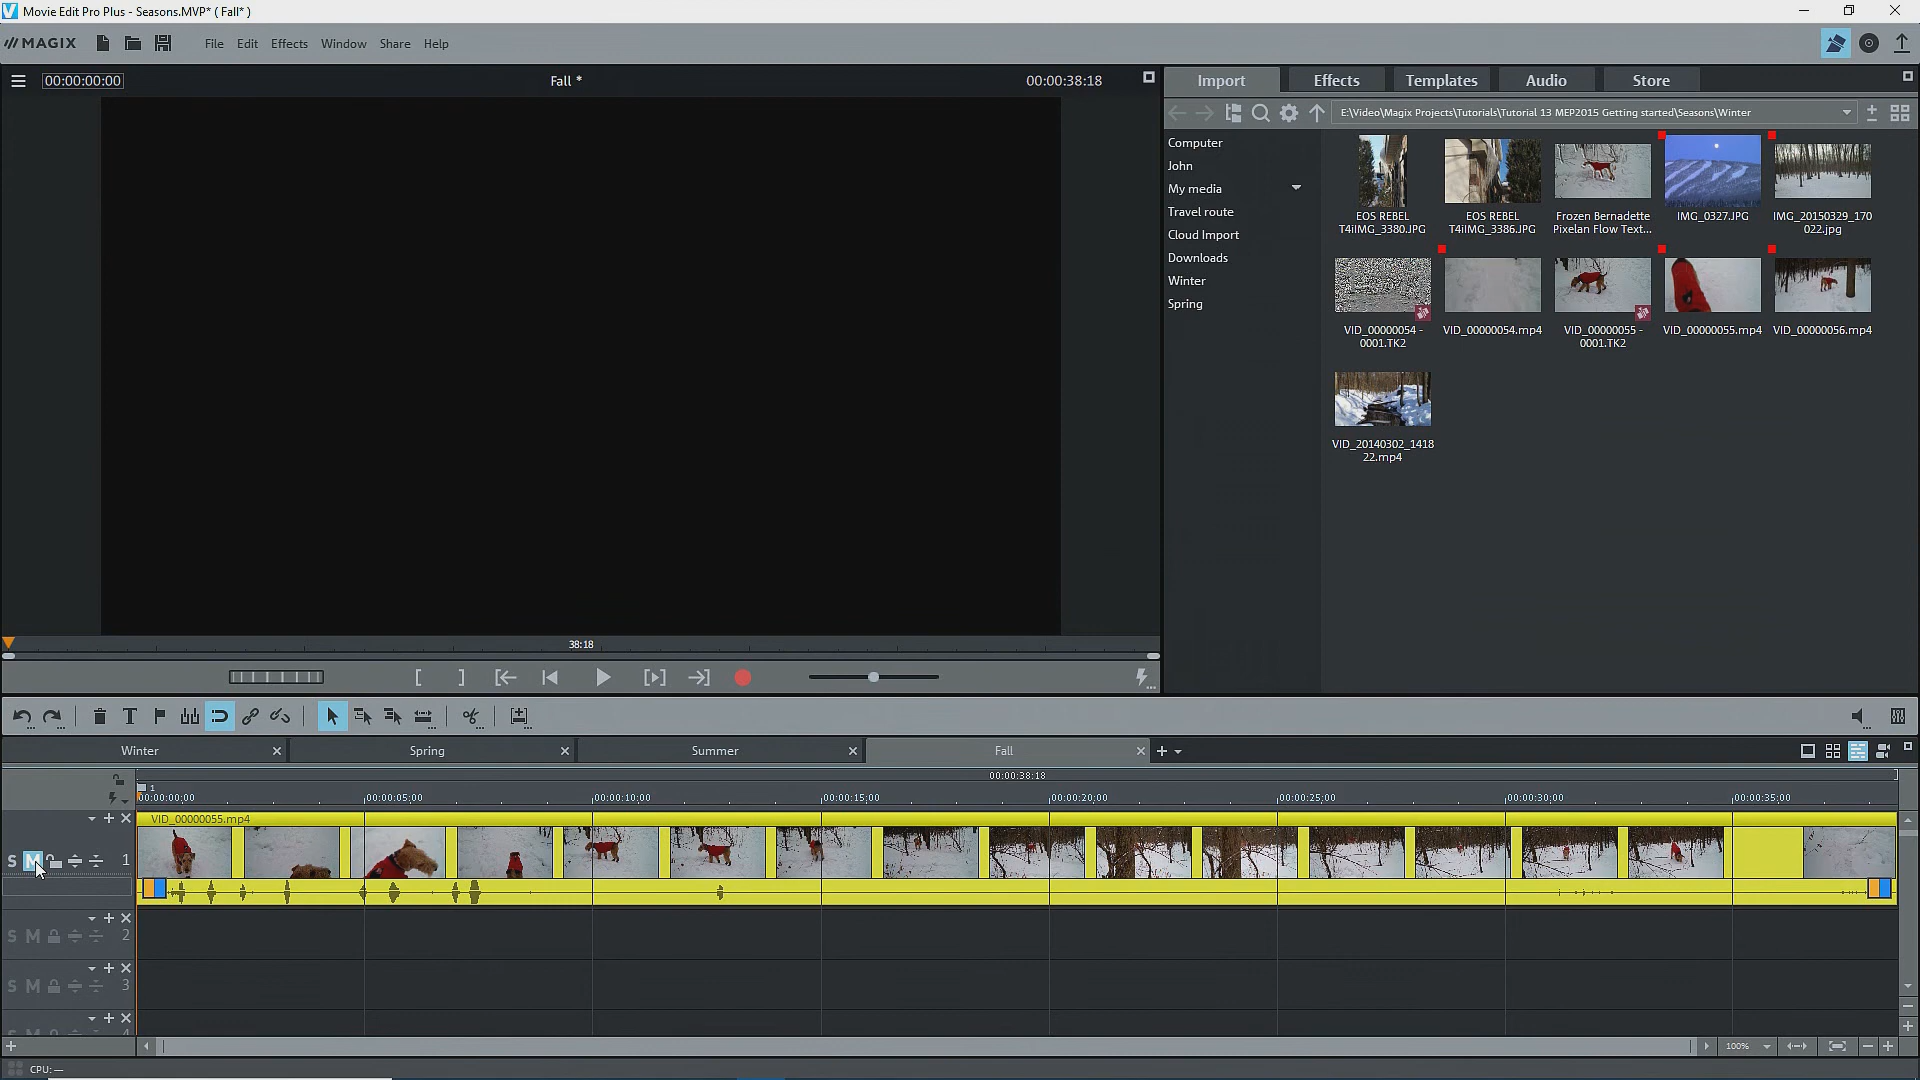 Movie Edit Pro Plus - Seasons.MVP* ( Fall* )
MAGIX File Edit Effects Window Share Help
00:00:00:00 Fall * 00:00:38:18
Import Effects Templates Audio Store
E:\Video\Magix Projects\Tutorials\Tutorial 13 MEP2015 Getting started\Seasons\Winter
Computer
John
My media
Travel route
Cloud Import
Downloads
Winter
Spring
EOS REBEL
T4iIMG_3380.JPG
EOS REBEL
T4iIMG_3386.JPG
Frozen Bernadette
Pixelan Flow Text...
IMG_0327.JPG
IMG_20150329_170
022.jpg
VID_00000054 -
0001.TK2
VID_00000054.mp4
VID_00000055 -
0001.TK2
VID_00000055.mp4
VID_00000056.mp4
VID_20140302_1418
22.mp4
38:18
Winter Spring Summer Fall
00:00:38:18
1
00:00:00:00 00:00:05:00 00:00:10:00 00:00:15:00 00:00:20:00 00:00:25:00 00:00:30:00 00:00:35:00
VID_00000055.mp4
S M 1
S M 2
S M 3
100%
CPU: —